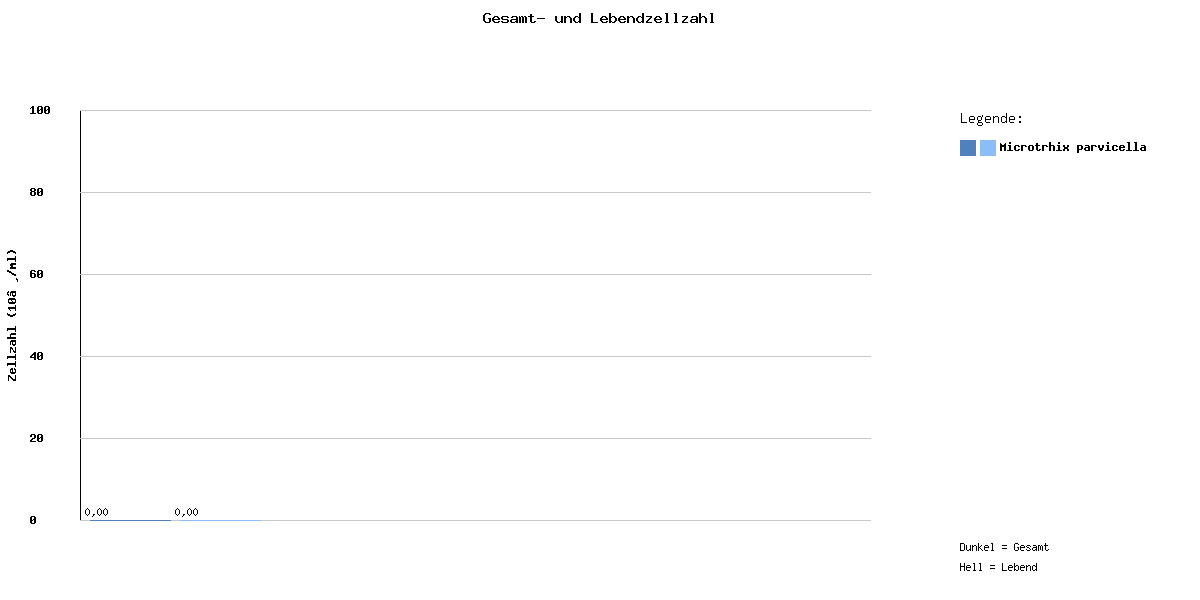 Gesamt- und Lebendzellzahl
Zellzahl (10â ¸/ml)
100
80
60
40
20
0
0,00 0,00
Legende:
Microtrhix parvicella
Dunkel = Gesamt
Hell = Lebend